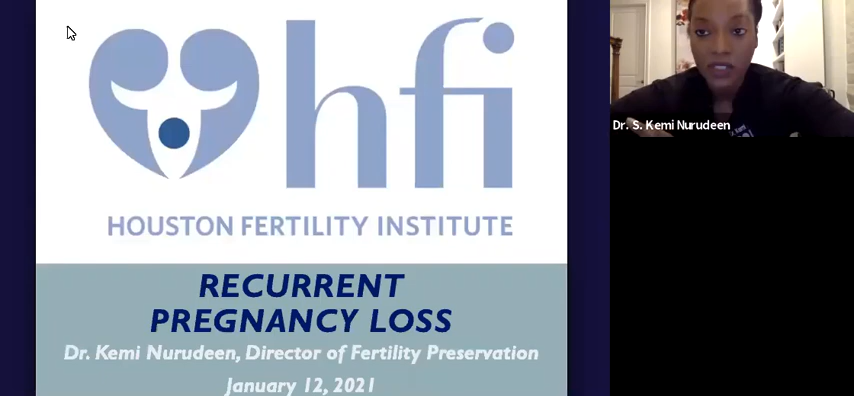 hfi
HOUSTON FERTILITY INSTITUTE
RECURRENT
PREGNANCY LOSS
Dr. Kemi Nurudeen, Director of Fertility Preservation
January 12, 2021
Dr. S. Kemi Nurudeen